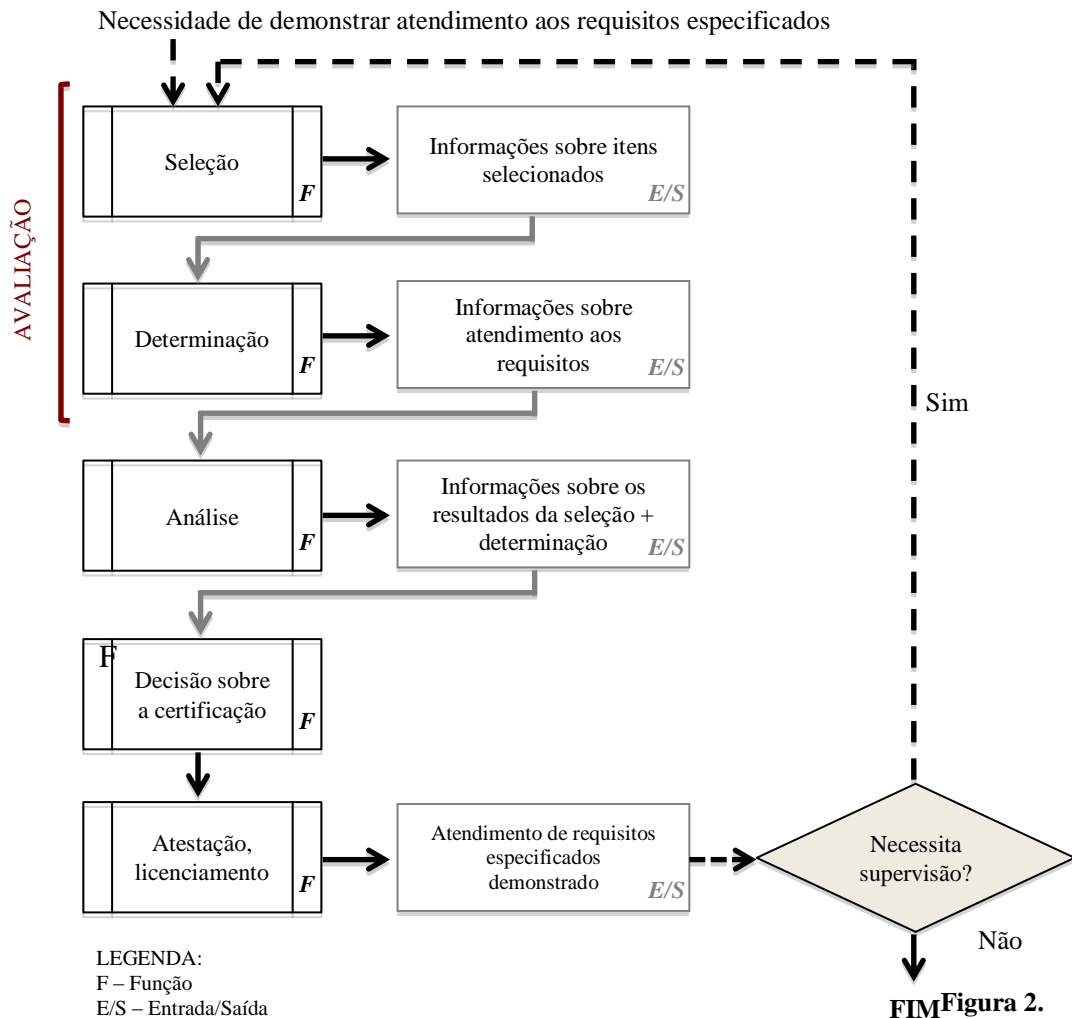 Necessidade de demonstrar atendimento aos requisitos especificados
AVALIAÇÃO
Seleção
F
Informações sobre itens
selecionados
E/S
Determinação
F
Informações sobre
atendimento aos
requisitos
E/S
Sim
Análise
F
Informações sobre os
resultados da seleção +
determinação
E/S
F
Decisão sobre
a certificação
F
Atestação,
licenciamento
F
Atendimento de requisitos
especificados
demonstrado
E/S
Necessita
supervisão?
Não
LEGENDA:
F – Função
E/S – Entrada/Saída
FIM
Figura 2.